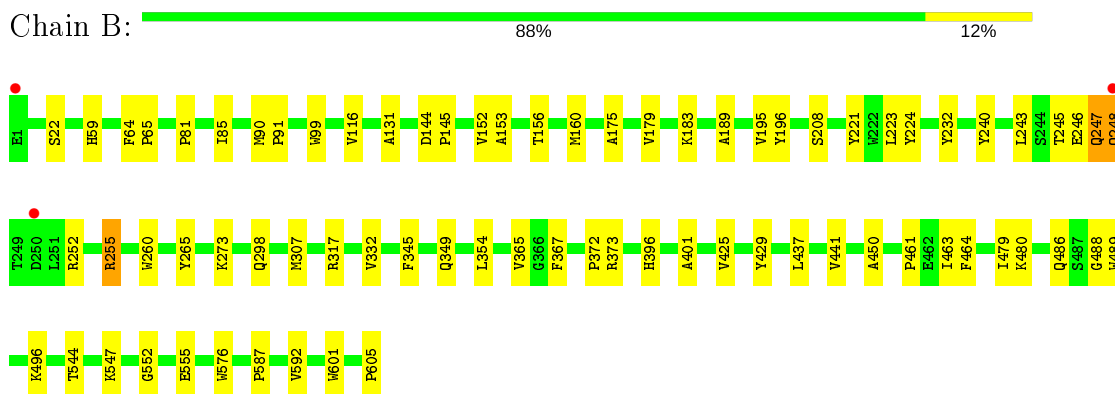 Chain B:
88% 12%
E1 S22 H59 F64 P65 P81 I85 M90 P91 W99 V116 A131 D144 P145 V152 A153 T156 M160 A175 V179 K183 A189 V195 Y196 S208 Y221 W222 L223 Y224 Y232 Y240 L243 S244 T245 E246 Q247
T249 D250 L251 R252 R255 W260 Y265 K273 Q298 M307 R317 V332 F345 Q349 L354 V365 G366 F367 P372 R373 H396 A401 V425 Y429 L437 V441 A450 P461 E462 I463 F464 I479 K480 Q486 S487 G488
K496 T544 K547 G552 E555 W576 P587 V592 W601 P605